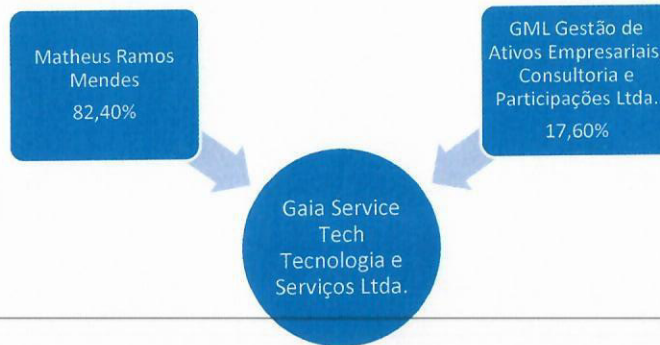 Matheus Ramos
Mendes
82,40%
GML Gestão de
Ativos Empresariais
Consultoria e
Participações Ltda.
17,60%
Gaia Service
Tech
Tecnologia e
Serviços Ltda.